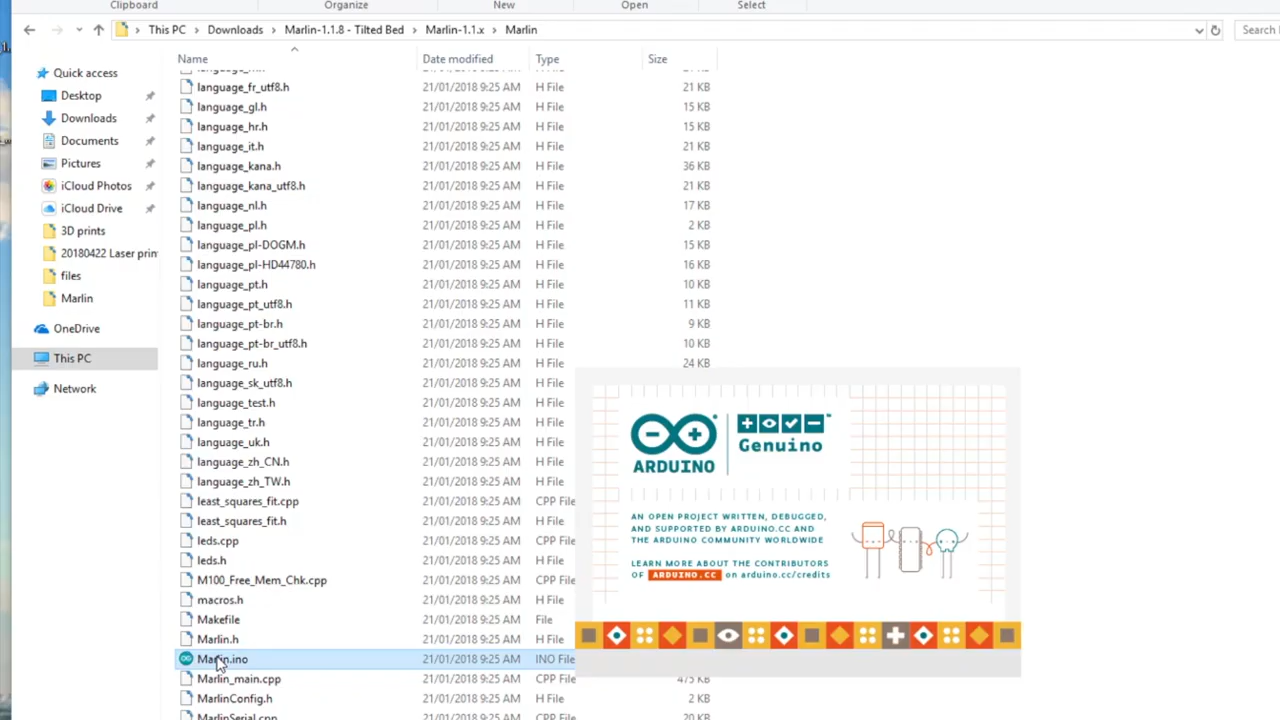 Clipboard
Organize
New
Open
Select
This PC
Downloads
Marlin-1.1.8 - Tilted Bed
Marlin-1.1.x
Marlin
Search
Name
Date modified
Type
Size
Quick access
Desktop
Downloads
Documents
Pictures
iCloud Photos
iCloud Drive
3D prints
20180422 Laser prin
files
Marlin
OneDrive
This PC
Network
language_fr_utf8.h 21/01/2018 9:25 AM H File 21 KB
language_gl.h 21/01/2018 9:25 AM H File 15 KB
language_hr.h 21/01/2018 9:25 AM H File 15 KB
language_it.h 21/01/2018 9:25 AM H File 21 KB
language_kana.h 21/01/2018 9:25 AM H File 36 KB
language_kana_utf8.h 21/01/2018 9:25 AM H File 21 KB
language_nl.h 21/01/2018 9:25 AM H File 17 KB
language_pl.h 21/01/2018 9:25 AM H File 2 KB
language_pl-DOGM.h 21/01/2018 9:25 AM H File 15 KB
language_pl-HD44780.h 21/01/2018 9:25 AM H File 16 KB
language_pt.h 21/01/2018 9:25 AM H File 10 KB
language_pt_utf8.h 21/01/2018 9:25 AM H File 11 KB
language_pt-br.h 21/01/2018 9:25 AM H File 9 KB
language_pt-br_utf8.h 21/01/2018 9:25 AM H File 10 KB
language_ru.h 21/01/2018 9:25 AM H File 24 KB
language_sk_utf8.h 21/01/2018 9:25 AM H File
language_test.h 21/01/2018 9:25 AM H File
language_tr.h 21/01/2018 9:25 AM H File
language_uk.h 21/01/2018 9:25 AM H File
language_zh_CN.h 21/01/2018 9:25 AM H File
language_zh_TW.h 21/01/2018 9:25 AM H File
least_squares_fit.cpp 21/01/2018 9:25 AM CPP File
least_squares_fit.h 21/01/2018 9:25 AM H File
leds.cpp 21/01/2018 9:25 AM CPP File
leds.h 21/01/2018 9:25 AM H File
M100_Free_Mem_Chk.cpp 21/01/2018 9:25 AM CPP File
macros.h 21/01/2018 9:25 AM H File
Makefile 21/01/2018 9:25 AM File
Marlin.h 21/01/2018 9:25 AM H File
Marlin.ino 21/01/2018 9:25 AM INO File
Marlin_main.cpp 21/01/2018 9:25 AM CPP File 475 KB
MarlinConfig.h 21/01/2018 9:25 AM H File 2 KB
MarlinSerial.cpp 21/01/2018 9:25 AM CPP File 20 KB
ARDUINO
Genuino
AN OPEN PROJECT WRITTEN, DEBUGGED,
AND SUPPORTED BY ARDUINO.CC AND
THE ARDUINO COMMUNITY WORLDWIDE
LEARN MORE ABOUT THE CONTRIBUTORS
OF ARDUINO.CC on arduino.cc/credits